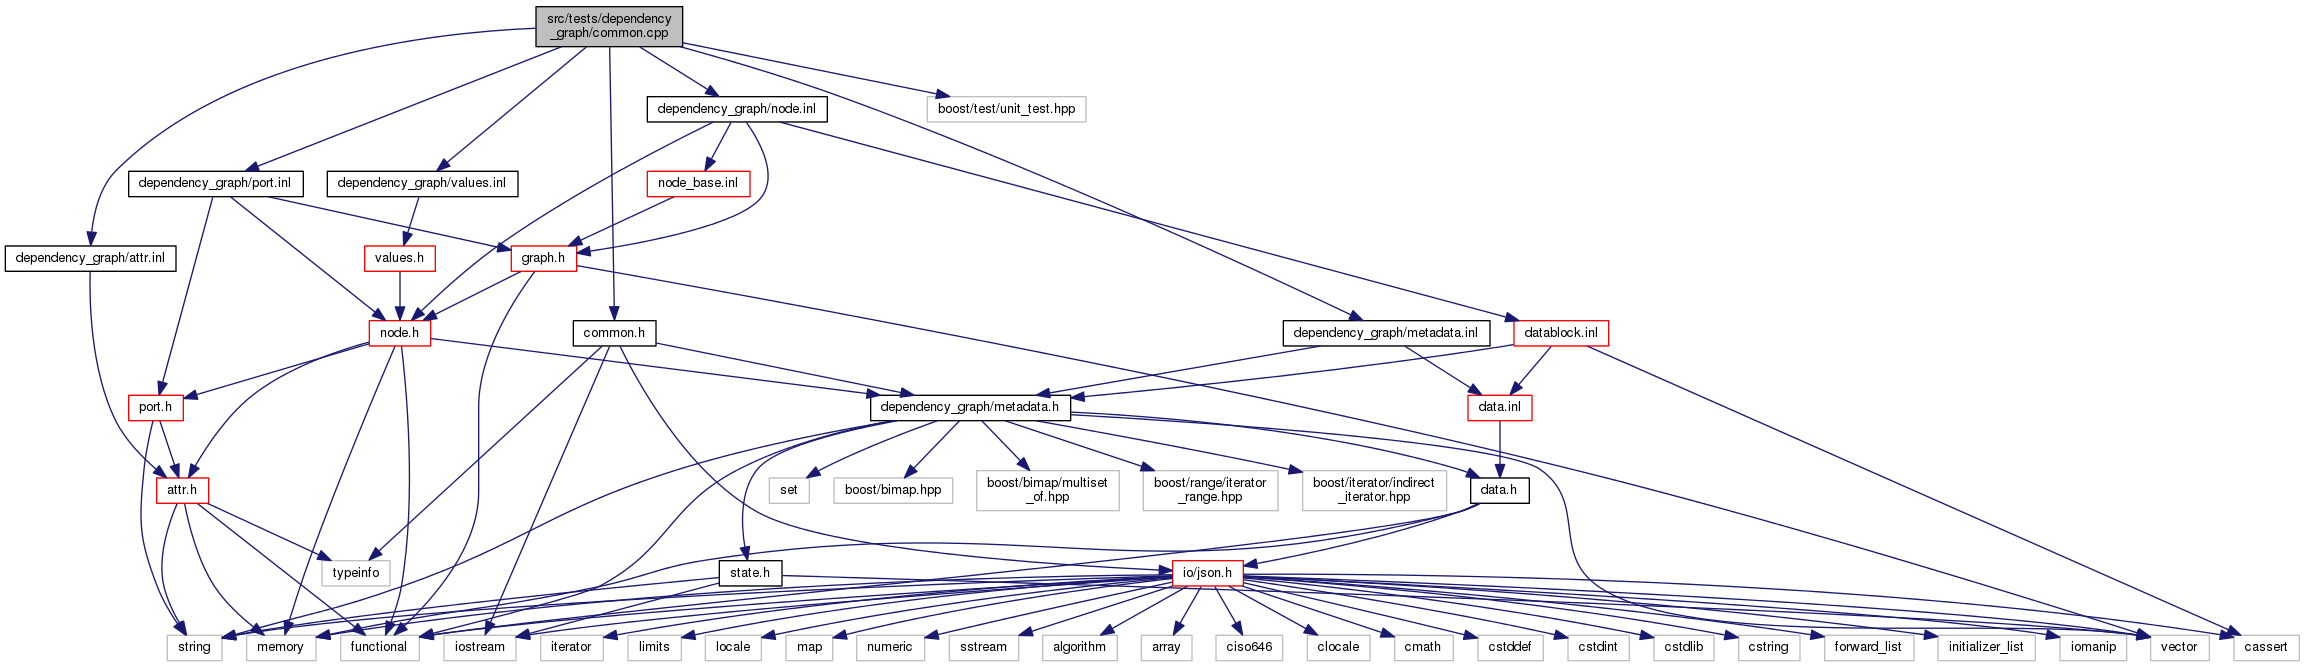 src/tests/dependency
_graph/common.cpp
dependency_graph/node.inl
boost/test/unit_test.hpp
dependency_graph/port.inl
dependency_graph/values.inl
node_base.inl
dependency_graph/attr.inl
values.h
graph.h
node.h
common.h
dependency_graph/metadata.inl
datablock.inl
port.h
dependency_graph/metadata.h
data.inl
attr.h
set
boost/bimap.hpp
boost/bimap/multiset
_of.hpp
boost/range/iterator
_range.hpp
boost/iterator/indirect
_iterator.hpp
data.h
typeinfo
state.h
io/json.h
string
memory
functional
iostream
iterator
limits
locale
map
numeric
sstream
algorithm
array
ciso646
clocale
cmath
cstddef
cstdint
cstdlib
cstring
forward_list
initializer_list
iomanip
vector
cassert